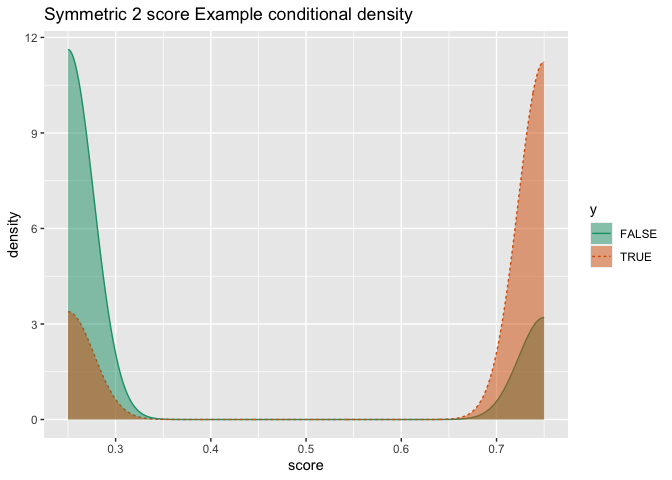 Symmetric 2 score Example conditional density
12
9
6
3
0
density
0.3 0.4 0.5 0.6 0.7
score
y
FALSE
TRUE